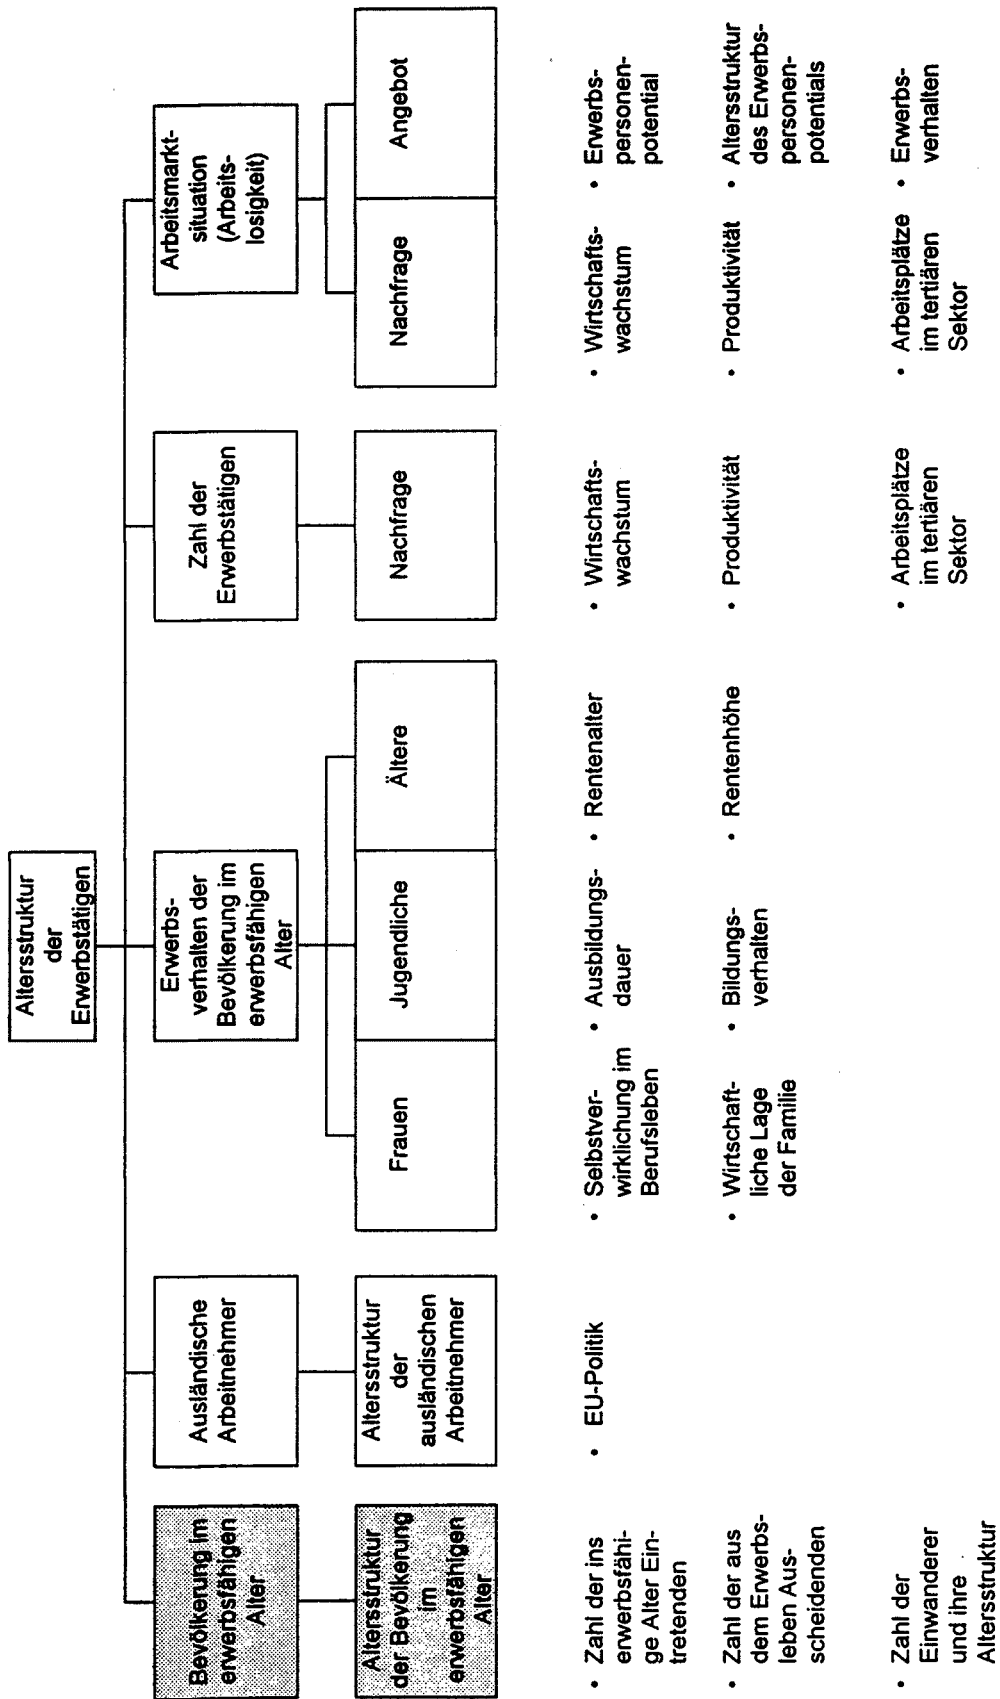 Altersstruktur
der
Erwerbstätigen
Bevölkerung im
erwerbsfähigen
Alter
Ausländische
Arbeitnehmer
Erwerbs-
verhalten der
Bevölkerung im
erwerbsfähigen
Alter
Zahl der
Erwerbstätigen
Arbeitsmarkt-
situation
(Arbeits-
losigkeit)
Altersstruktur
der Bevölkerung
im
erwerbsfähigen
Alter
Altersstruktur
der
ausländischen
Arbeitnehmer
Frauen
Jugendliche
Ältere
Nachfrage
Nachfrage
Angebot
• Zahl der ins
erwerbsfähi-
ge Alter Ein-
tretenden
• Zahl der aus
dem Erwerbs-
leben Aus-
scheidenden
• Zahl der
Einwanderer
und ihre
Altersstruktur
• EU-Politik
• Selbstver-
wirklichung im
Berufsleben
• Wirtschaft-
liche Lage
der Familie
• Ausbildungs-
dauer
• Bildungs-
verhalten
• Rentenalter
• Rentenhöhe
• Wirtschafts-
wachstum
• Produktivität
• Arbeitsplätze
im tertiären
Sektor
• Wirtschafts-
wachstum
• Produktivität
• Arbeitsplätze
im tertiären
Sektor
• Erwerbs-
personen-
potential
• Altersstruktur
des Erwerbs-
personen-
potentials
• Erwerbs-
verhalten